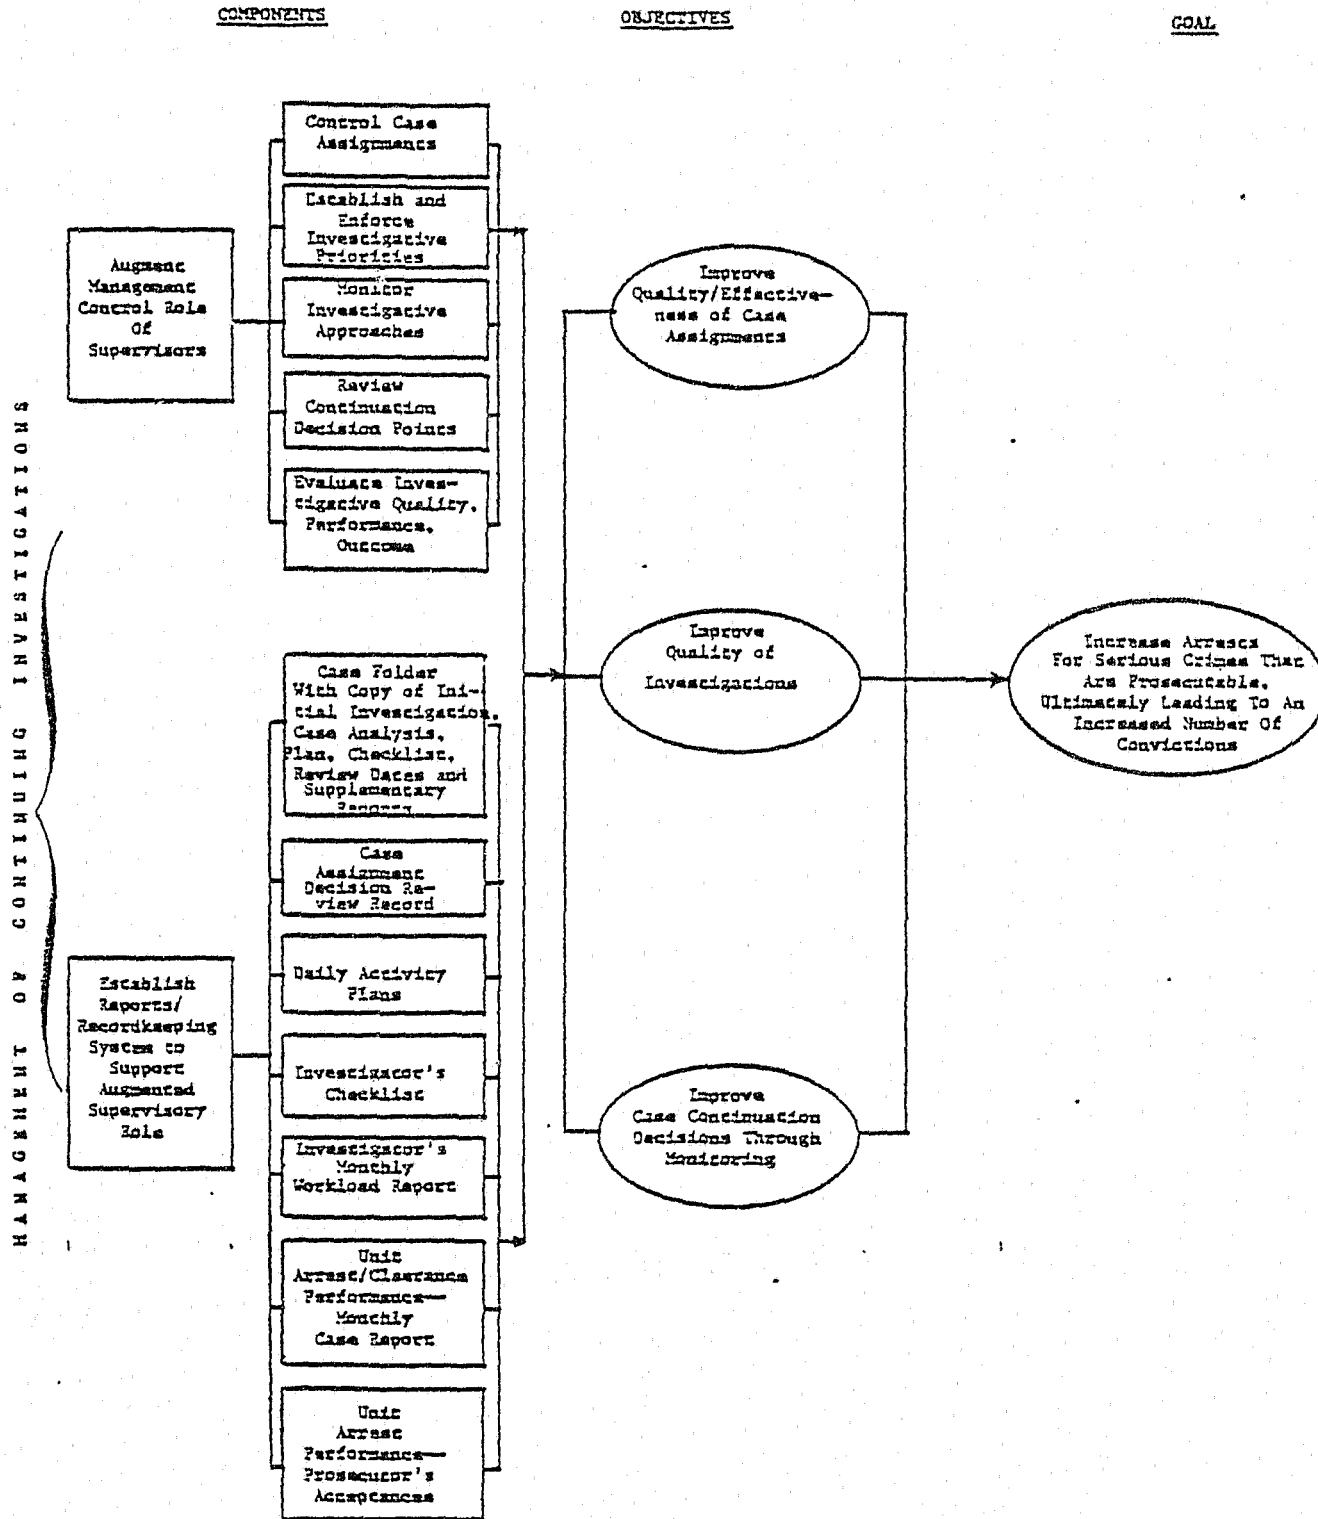 COMPONENTS
OBJECTIVES
GOAL
MANAGEMENT OF CONTINUING INVESTIGATIONS
Augment
Management
Control Role
Of
Supervisors
Control Case
Assignments
Establish and
Enforce
Investigative
Priorities
Monitor
Investigative
Approaches
Review
Continuation
Decision Points
Evaluate Inves-
tigative Quality,
Performance,
Outcome
Establish
Reports/
Recordkeeping
System to
Support
Augmented
Supervisory
Role
Case Folder
With Copy of Ini-
tial Investigation,
Case Analysis,
Plan, Checklist,
Review Dates and
Supplementary
Reports
Case
Assignment
Decision Re-
view Record
Daily Activity
Plans
Investigator's
Checklist
Investigator's
Monthly
Workload Report
Unit
Arrest/Clearance
Performance—
Monthly
Case Report
Unit
Arrest
Performance—
Prosecutor's
Acceptances
Improve
Quality/Effective-
ness of Case
Assignments
Improve
Quality of
Investigations
Improve
Case Continuation
Decisions Through
Monitoring
Increase Arrests
For Serious Crimes That
Are Prosecutable,
Ultimately Leading To An
Increased Number Of
Convictions